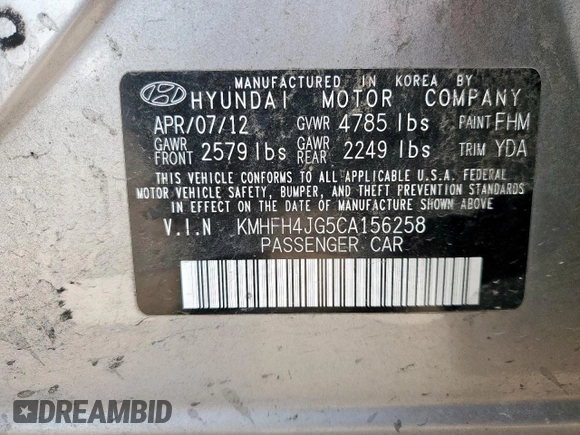 MANUFACTURED IN KOREA BY
HYUNDAI MOTOR COMPANY
APR/07/12 GVWR 4785 lbs PAINT FHM
GAWR FRONT 2579 lbs GAWR REAR 2249 lbs TRIM YDA
THIS VEHICLE CONFORMS TO ALL APPLICABLE U.S.A. FEDERAL
MOTOR VEHICLE SAFETY, BUMPER, AND THEFT PREVENTION STANDARDS
IN EFFECT ON THE DATE OF MANUFACTURE SHOWN ABOVE.
V.I.N KMHFH4JG5CA156258
PASSENGER CAR
DREAMBID